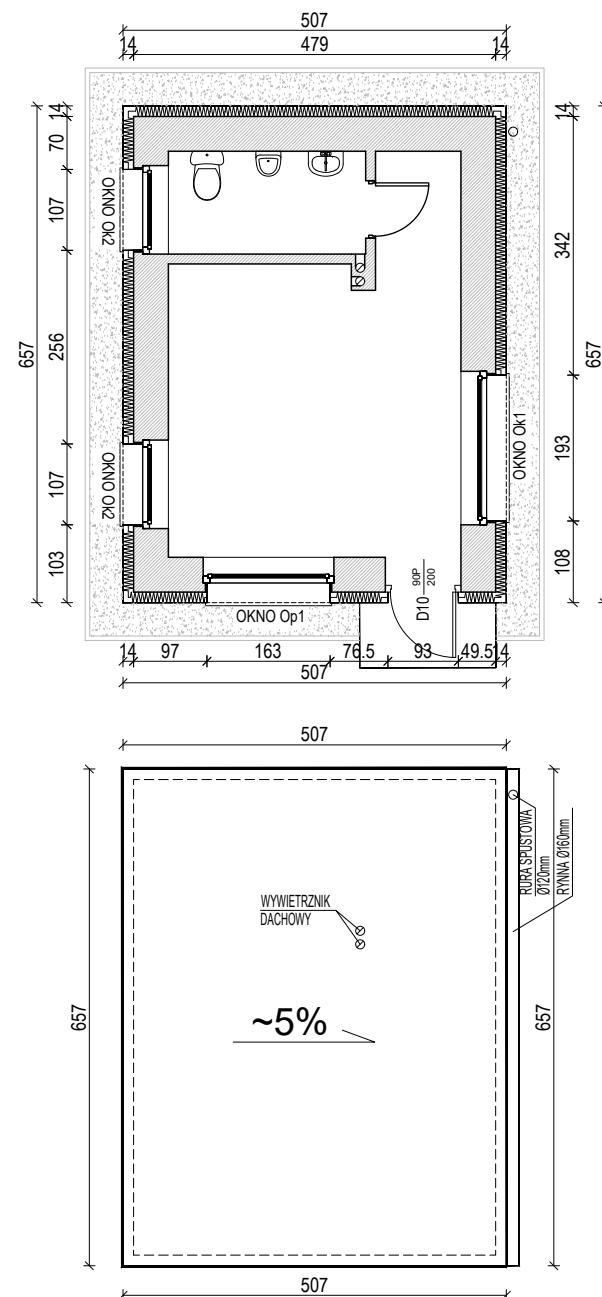 507
14 479 14
14
70
107
256
107
103
657
OKNO Ok2
OKNO Ok2
14
342
193
108
657
OKNO Ok1
D10 90P
200
OKNO Op1
14 97 163 76.5 93 49.5 14
507
507
657
WYWIETRZNIK
DACHOWY
~5%
RURA SPUSTOWA
Ø120mm
RYNNA Ø160mm
657
507